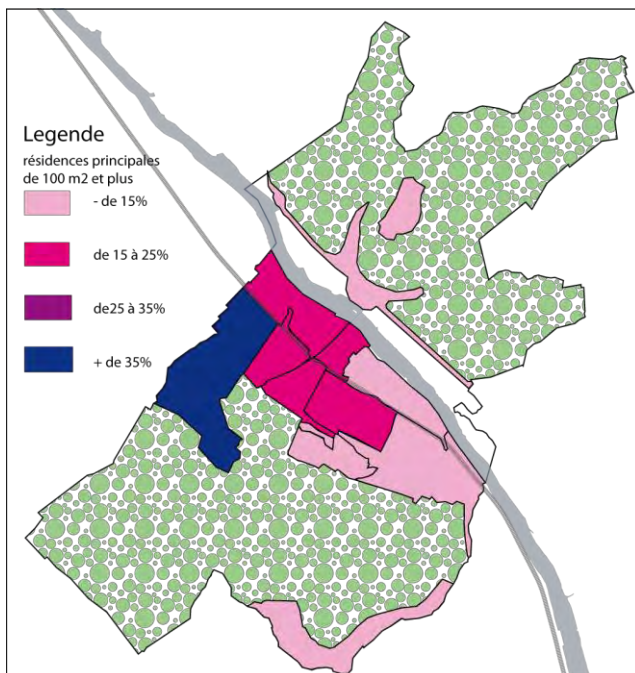 Legende
résidences principales
de 100 m2 et plus
- de 15%
de 15 à 25%
de25 à 35%
+ de 35%